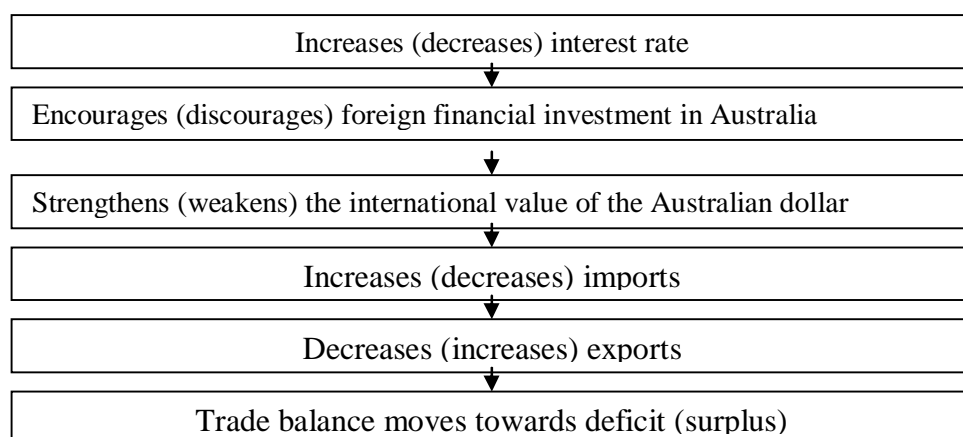 Increases (decreases) interest rate
Encourages (discourages) foreign financial investment in Australia
Strengthens (weakens) the international value of the Australian dollar
Increases (decreases) imports
Decreases (increases) exports
Trade balance moves towards deficit (surplus)